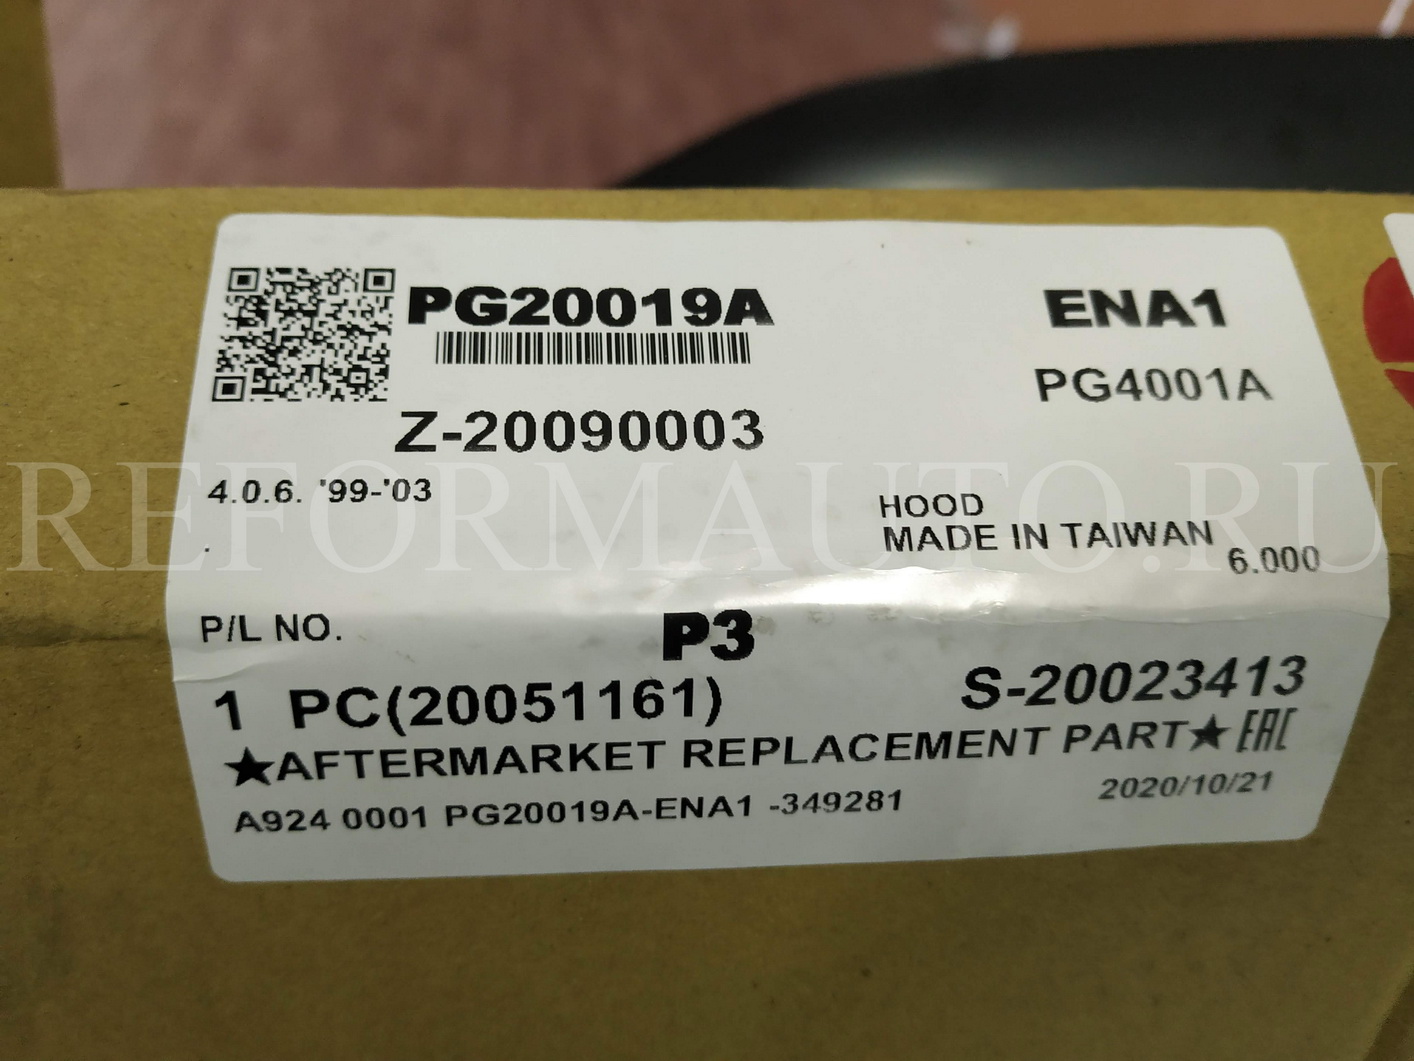 PG20019A
ENA1
PG4001A
Z-20090003
4.0.6. '99-'03
HOOD
MADE IN TAIWAN
6.000
REFORMAUTO.RU
P/L NO.
P3
1 PC(20051161)
S-20023413
★AFTERMARKET REPLACEMENT PART★ EAC
2020/10/21
A924 0001 PG20019A-ENA1 -349281